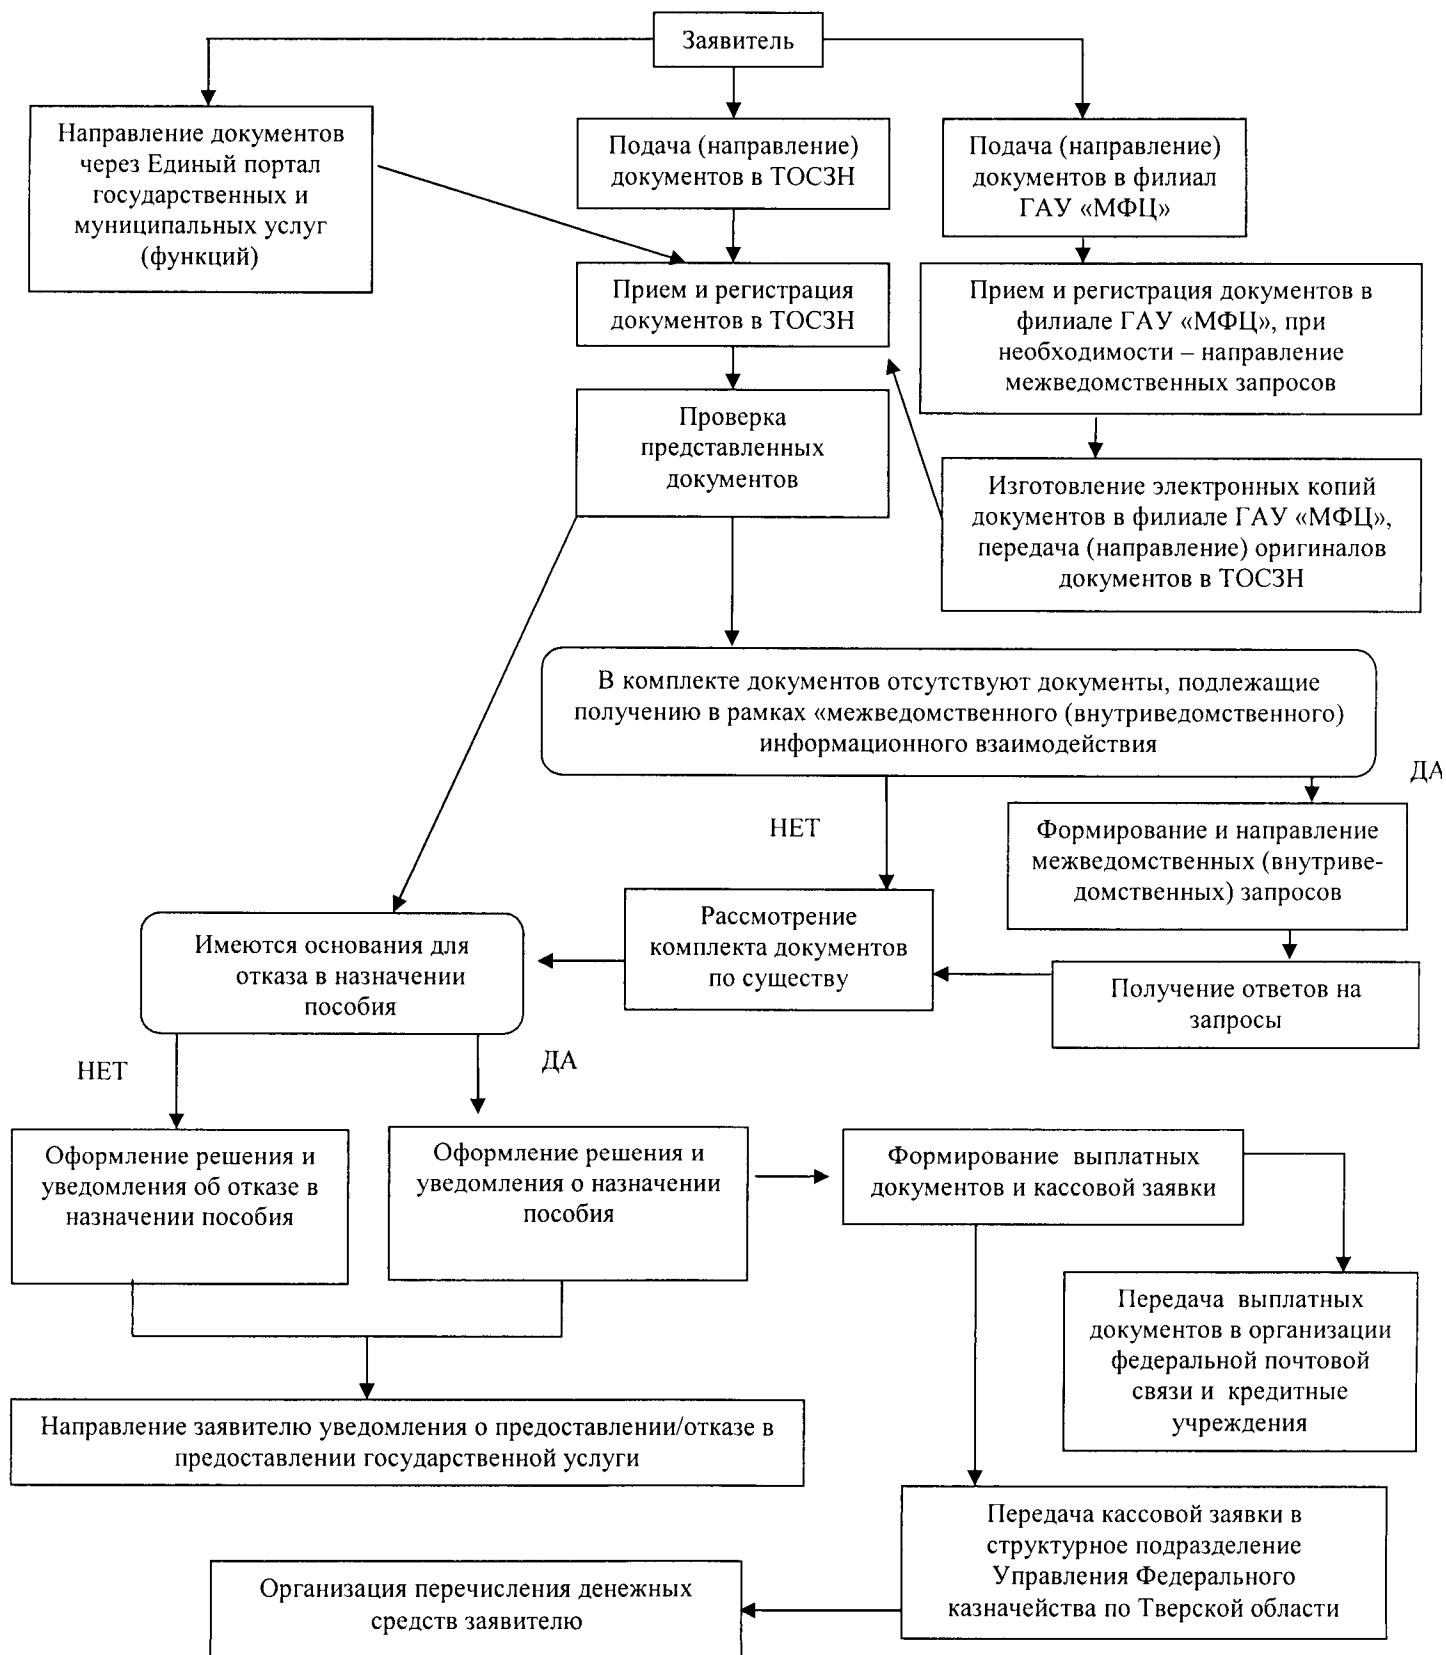 Заявитель
Направление документов
через Единый портал
государственных и
муниципальных услуг
(функций)
Подача (направление)
документов в ТОСЗН
Подача (направление)
документов в филиал
ГАУ «МФЦ»
Прием и регистрация
документов в ТОСЗН
Прием и регистрация документов в
филиале ГАУ «МФЦ», при
необходимости – направление
межведомственных запросов
Проверка
представленных
документов
Изготовление электронных копий
документов в филиале ГАУ «МФЦ»,
передача (направление) оригиналов
документов в ТОСЗН
В комплекте документов отсутствуют документы, подлежащие
получению в рамках «межведомственного (внутриведомственного)
информационного взаимодействия
ДА
НЕТ
Формирование и направление
межведомственных (внутриве-
домственных) запросов
Рассмотрение
комплекта документов
по существу
Имеются основания для
отказа в назначении
пособия
Получение ответов на
запросы
НЕТ
ДА
Оформление решения и
уведомления об отказе в
назначении пособия
Оформление решения и
уведомления о назначении
пособия
Формирование выплатных
документов и кассовой заявки
Передача выплатных
документов в организации
федеральной почтовой
связи и кредитные
учреждения
Направление заявителю уведомления о предоставлении/отказе в
предоставлении государственной услуги
Передача кассовой заявки в
структурное подразделение
Управления Федерального
казначейства по Тверской области
Организация перечисления денежных
средств заявителю